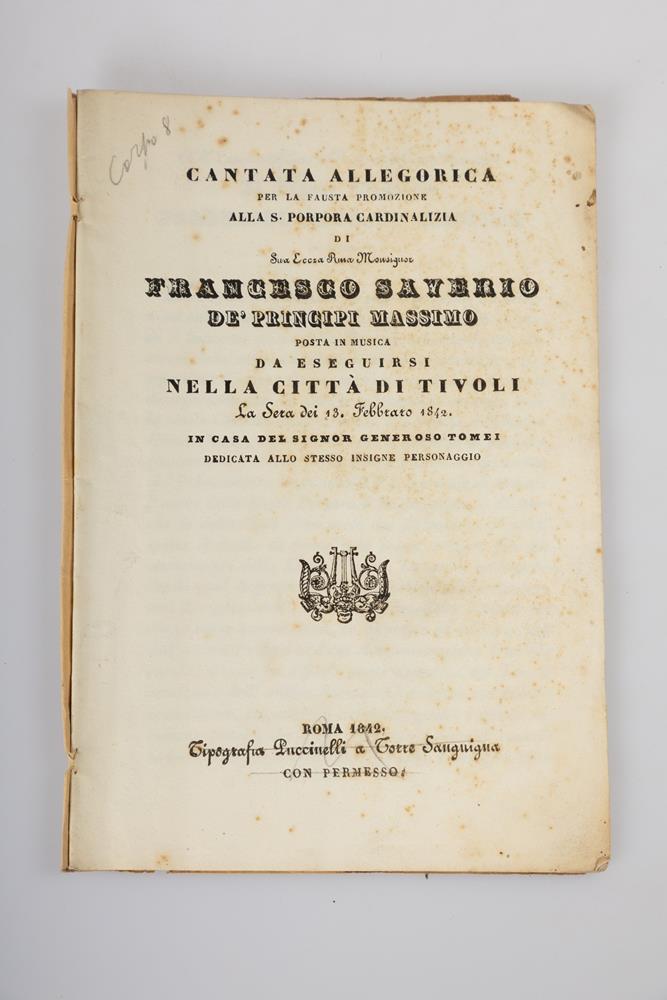 Corpo 8
CANTATA ALLEGORICA
PER LA FAUSTA PROMOZIONE
ALLA S. PORPORA CARDINALIZIA
DI
Sua Eccza Rma Monsignor
FRANCESCO SAVERIO
DE' PRINCIPI MASSIMO
POSTA IN MUSICA
DA ESEGUIRSI
NELLA CITTÀ DI TIVOLI
La Sera dei 13. Febbraro 1842.
IN CASA DEL SIGNOR GENEROSO TOMEI
DEDICATA ALLO STESSO INSIGNE PERSONAGGIO
ROMA 1842.
Tipografia Puccinelli a Torre Sanguigna
CON PERMESSO.